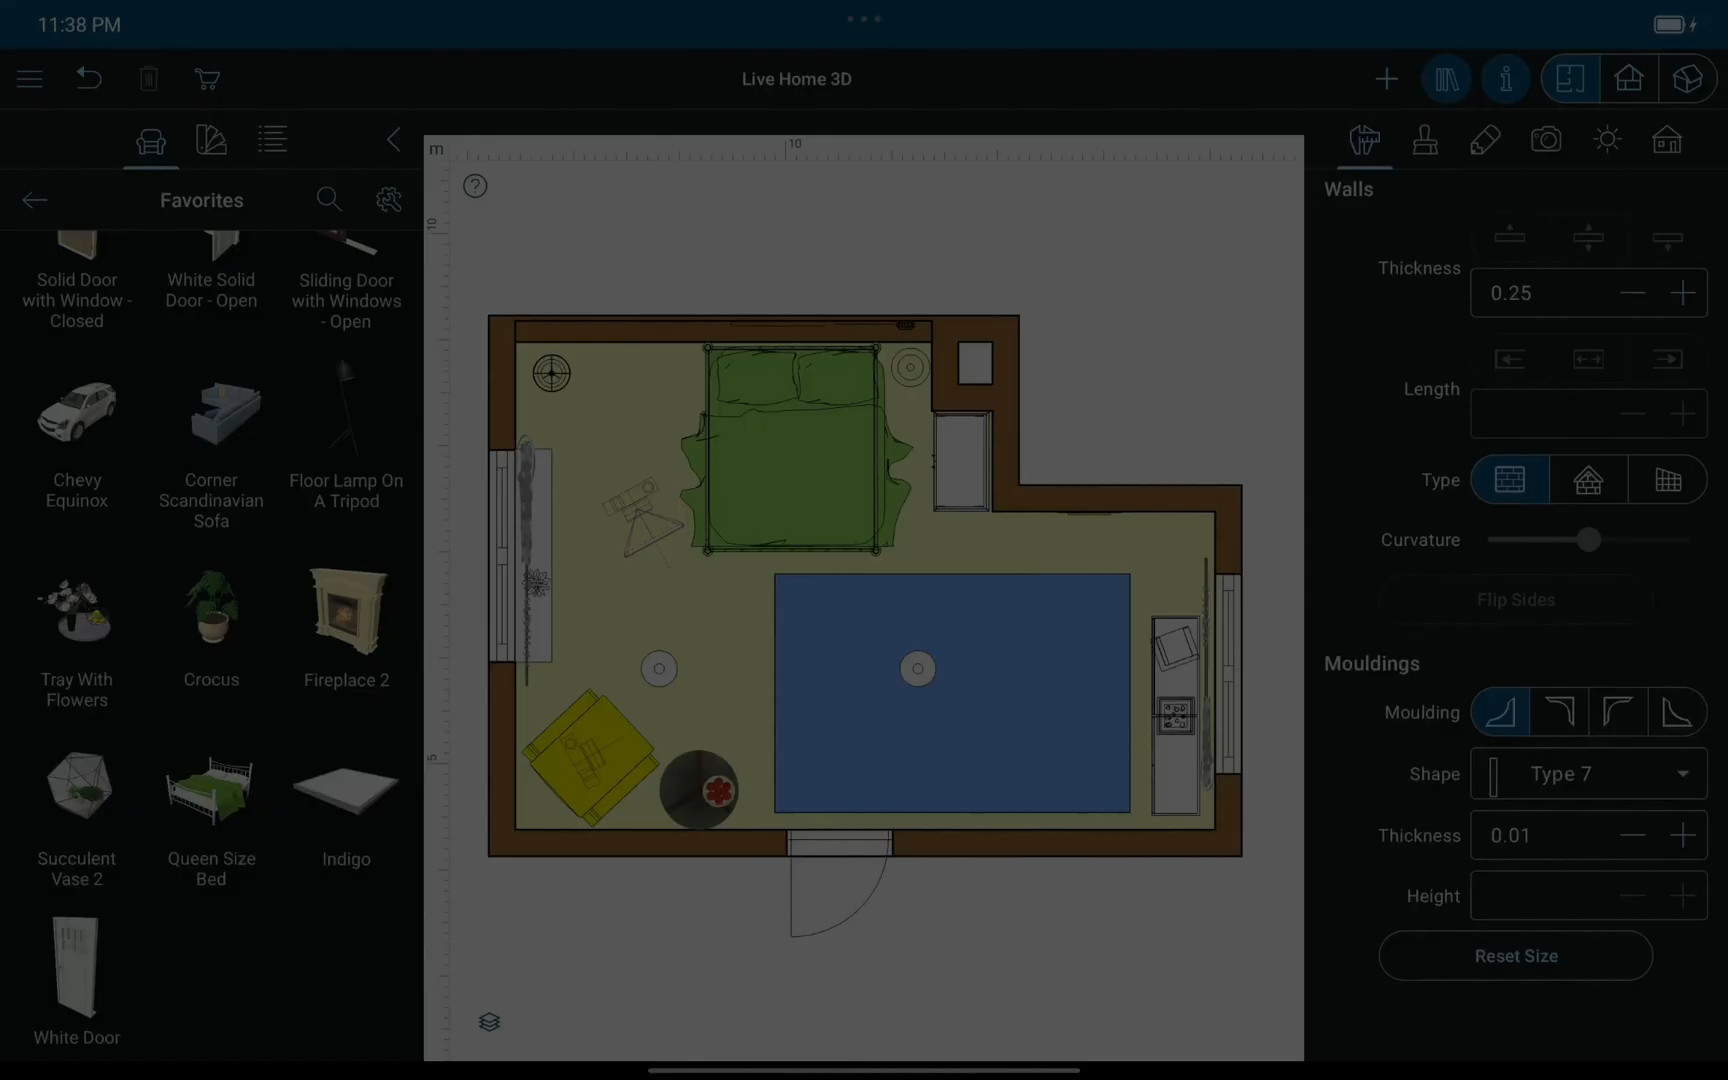 11:38 PM
Live Home 3D
m
10
10
5
Favorites
Solid Door
with Window -
Closed
White Solid
Door - Open
Sliding Door
with Windows
- Open
Chevy
Equinox
Corner
Scandinavian
Sofa
Floor Lamp On
A Tripod
Tray With
Flowers
Crocus
Fireplace 2
Succulent
Vase 2
Queen Size
Bed
Indigo
White Door
Walls
Thickness
0.25
Length
Type
Curvature
Flip Sides
Mouldings
Moulding
Shape
Type 7
Thickness
0.01
Height
Reset Size